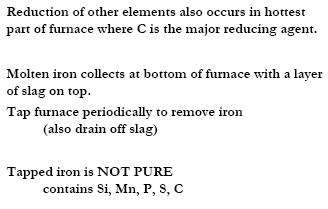 Reduction of other elements also occurs in hottest
part of furnace where C is the major reducing agent.
Molten iron collects at bottom of furnace with a layer
of slag on top.
Tap furnace periodically to remove iron
(also drain off slag)
Tapped iron is NOT PURE
contains Si, Mn, P, S, C